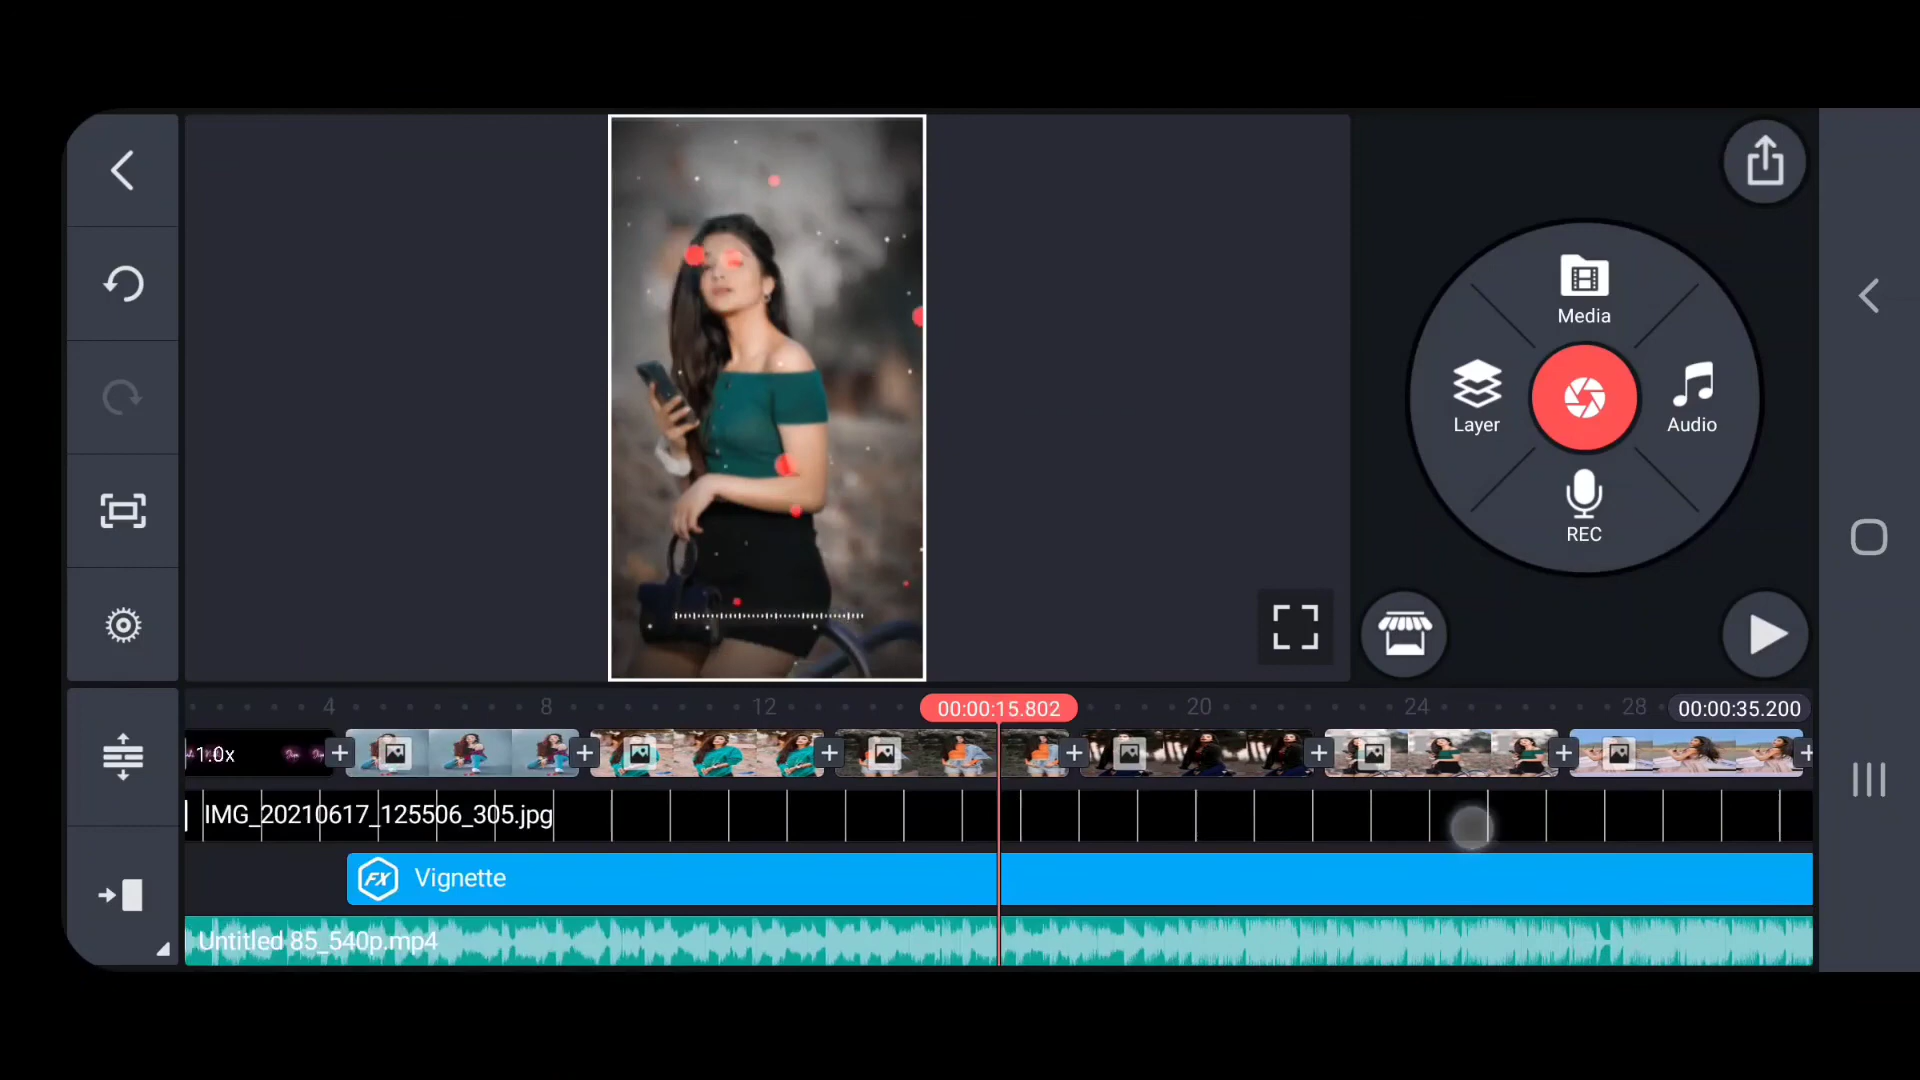 Media
Layer
Audio
REC
4
8
12
00:00:15.802
20
24
28
00:00:35.200
1.0x
IMG_20210617_125506_305.jpg
FX
Vignette
Untitled 85_540p.mp4